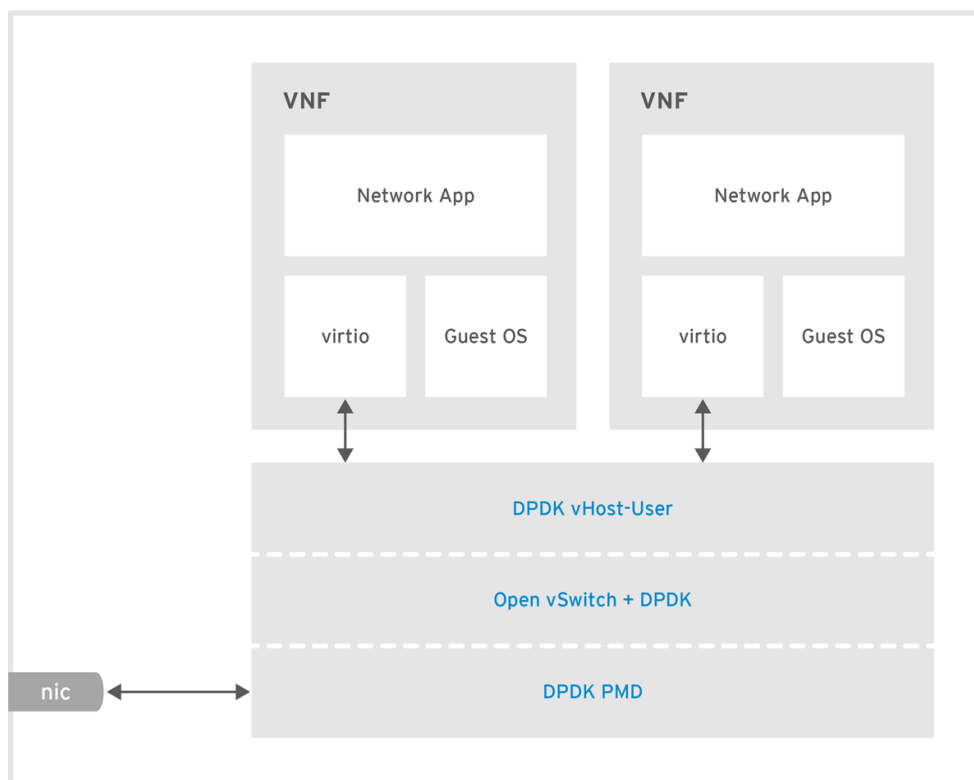 VNF
Network App
virtio
Guest OS
VNF
Network App
virtio
Guest OS
DPDK vHost-User
Open vSwitch + DPDK
DPDK PMD
nic